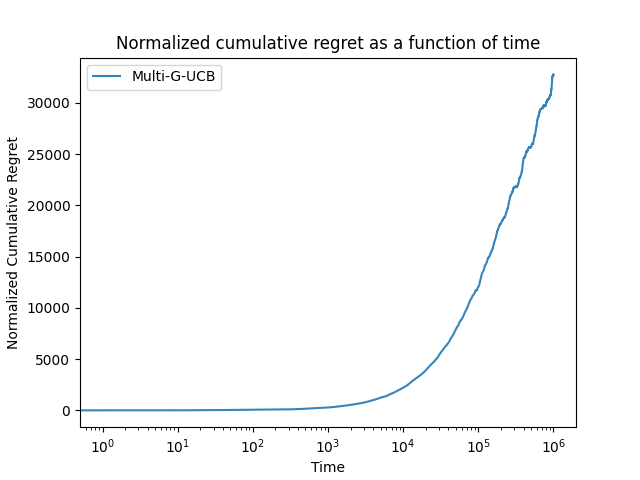 Normalized cumulative regret as a function of time
Multi-G-UCB
Normalized Cumulative Regret
30000
25000
20000
15000
10000
5000
0
10⁰ 10¹ 10² 10³ 10⁴ 10⁵ 10⁶
Time